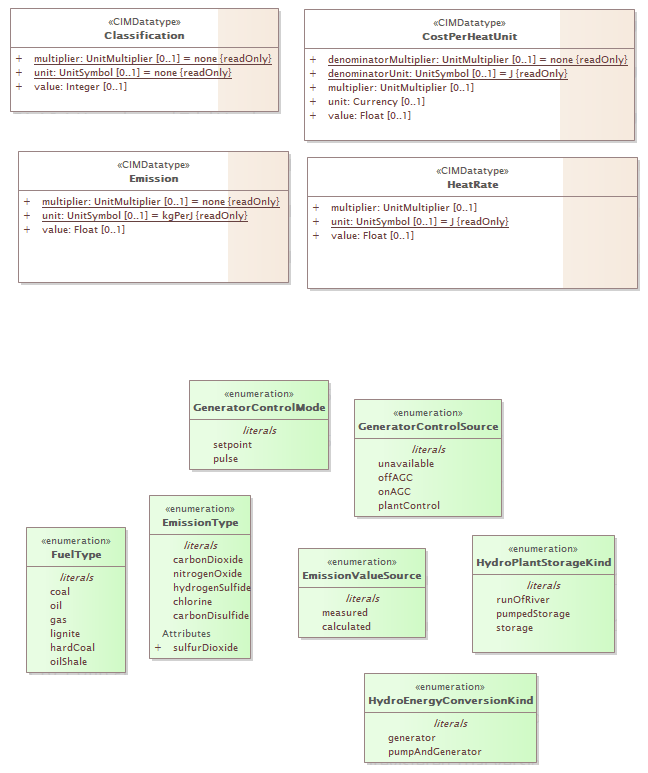 «CIMDatatype»
Classification
+ multiplier: UnitMultiplier [0..1] = none {readOnly}
+ unit: UnitSymbol [0..1] = none {readOnly}
+ value: Integer [0..1]
«CIMDatatype»
CostPerHeatUnit
+ denominatorMultiplier: UnitMultiplier [0..1] = none {readOnly}
+ denominatorUnit: UnitSymbol [0..1] = J {readOnly}
+ multiplier: UnitMultiplier [0..1]
+ unit: Currency [0..1]
+ value: Float [0..1]
«CIMDatatype»
Emission
+ multiplier: UnitMultiplier [0..1] = none {readOnly}
+ unit: UnitSymbol [0..1] = kgPerJ {readOnly}
+ value: Float [0..1]
«CIMDatatype»
HeatRate
+ multiplier: UnitMultiplier [0..1]
+ unit: UnitSymbol [0..1] = J {readOnly}
+ value: Float [0..1]
«enumeration»
GeneratorControlMode
literals
setpoint
pulse
«enumeration»
GeneratorControlSource
literals
unavailable
offAGC
onAGC
plantControl
«enumeration»
FuelType
literals
coal
oil
gas
lignite
hardCoal
oilShale
«enumeration»
EmissionType
literals
carbonDioxide
nitrogenOxide
hydrogenSulfide
chlorine
carbonDisulfide
Attributes
+ sulfurDioxide
«enumeration»
EmissionValueSource
literals
measured
calculated
«enumeration»
HydroPlantStorageKind
literals
runOfRiver
pumpedStorage
storage
«enumeration»
HydroEnergyConversionKind
literals
generator
pumpAndGenerator